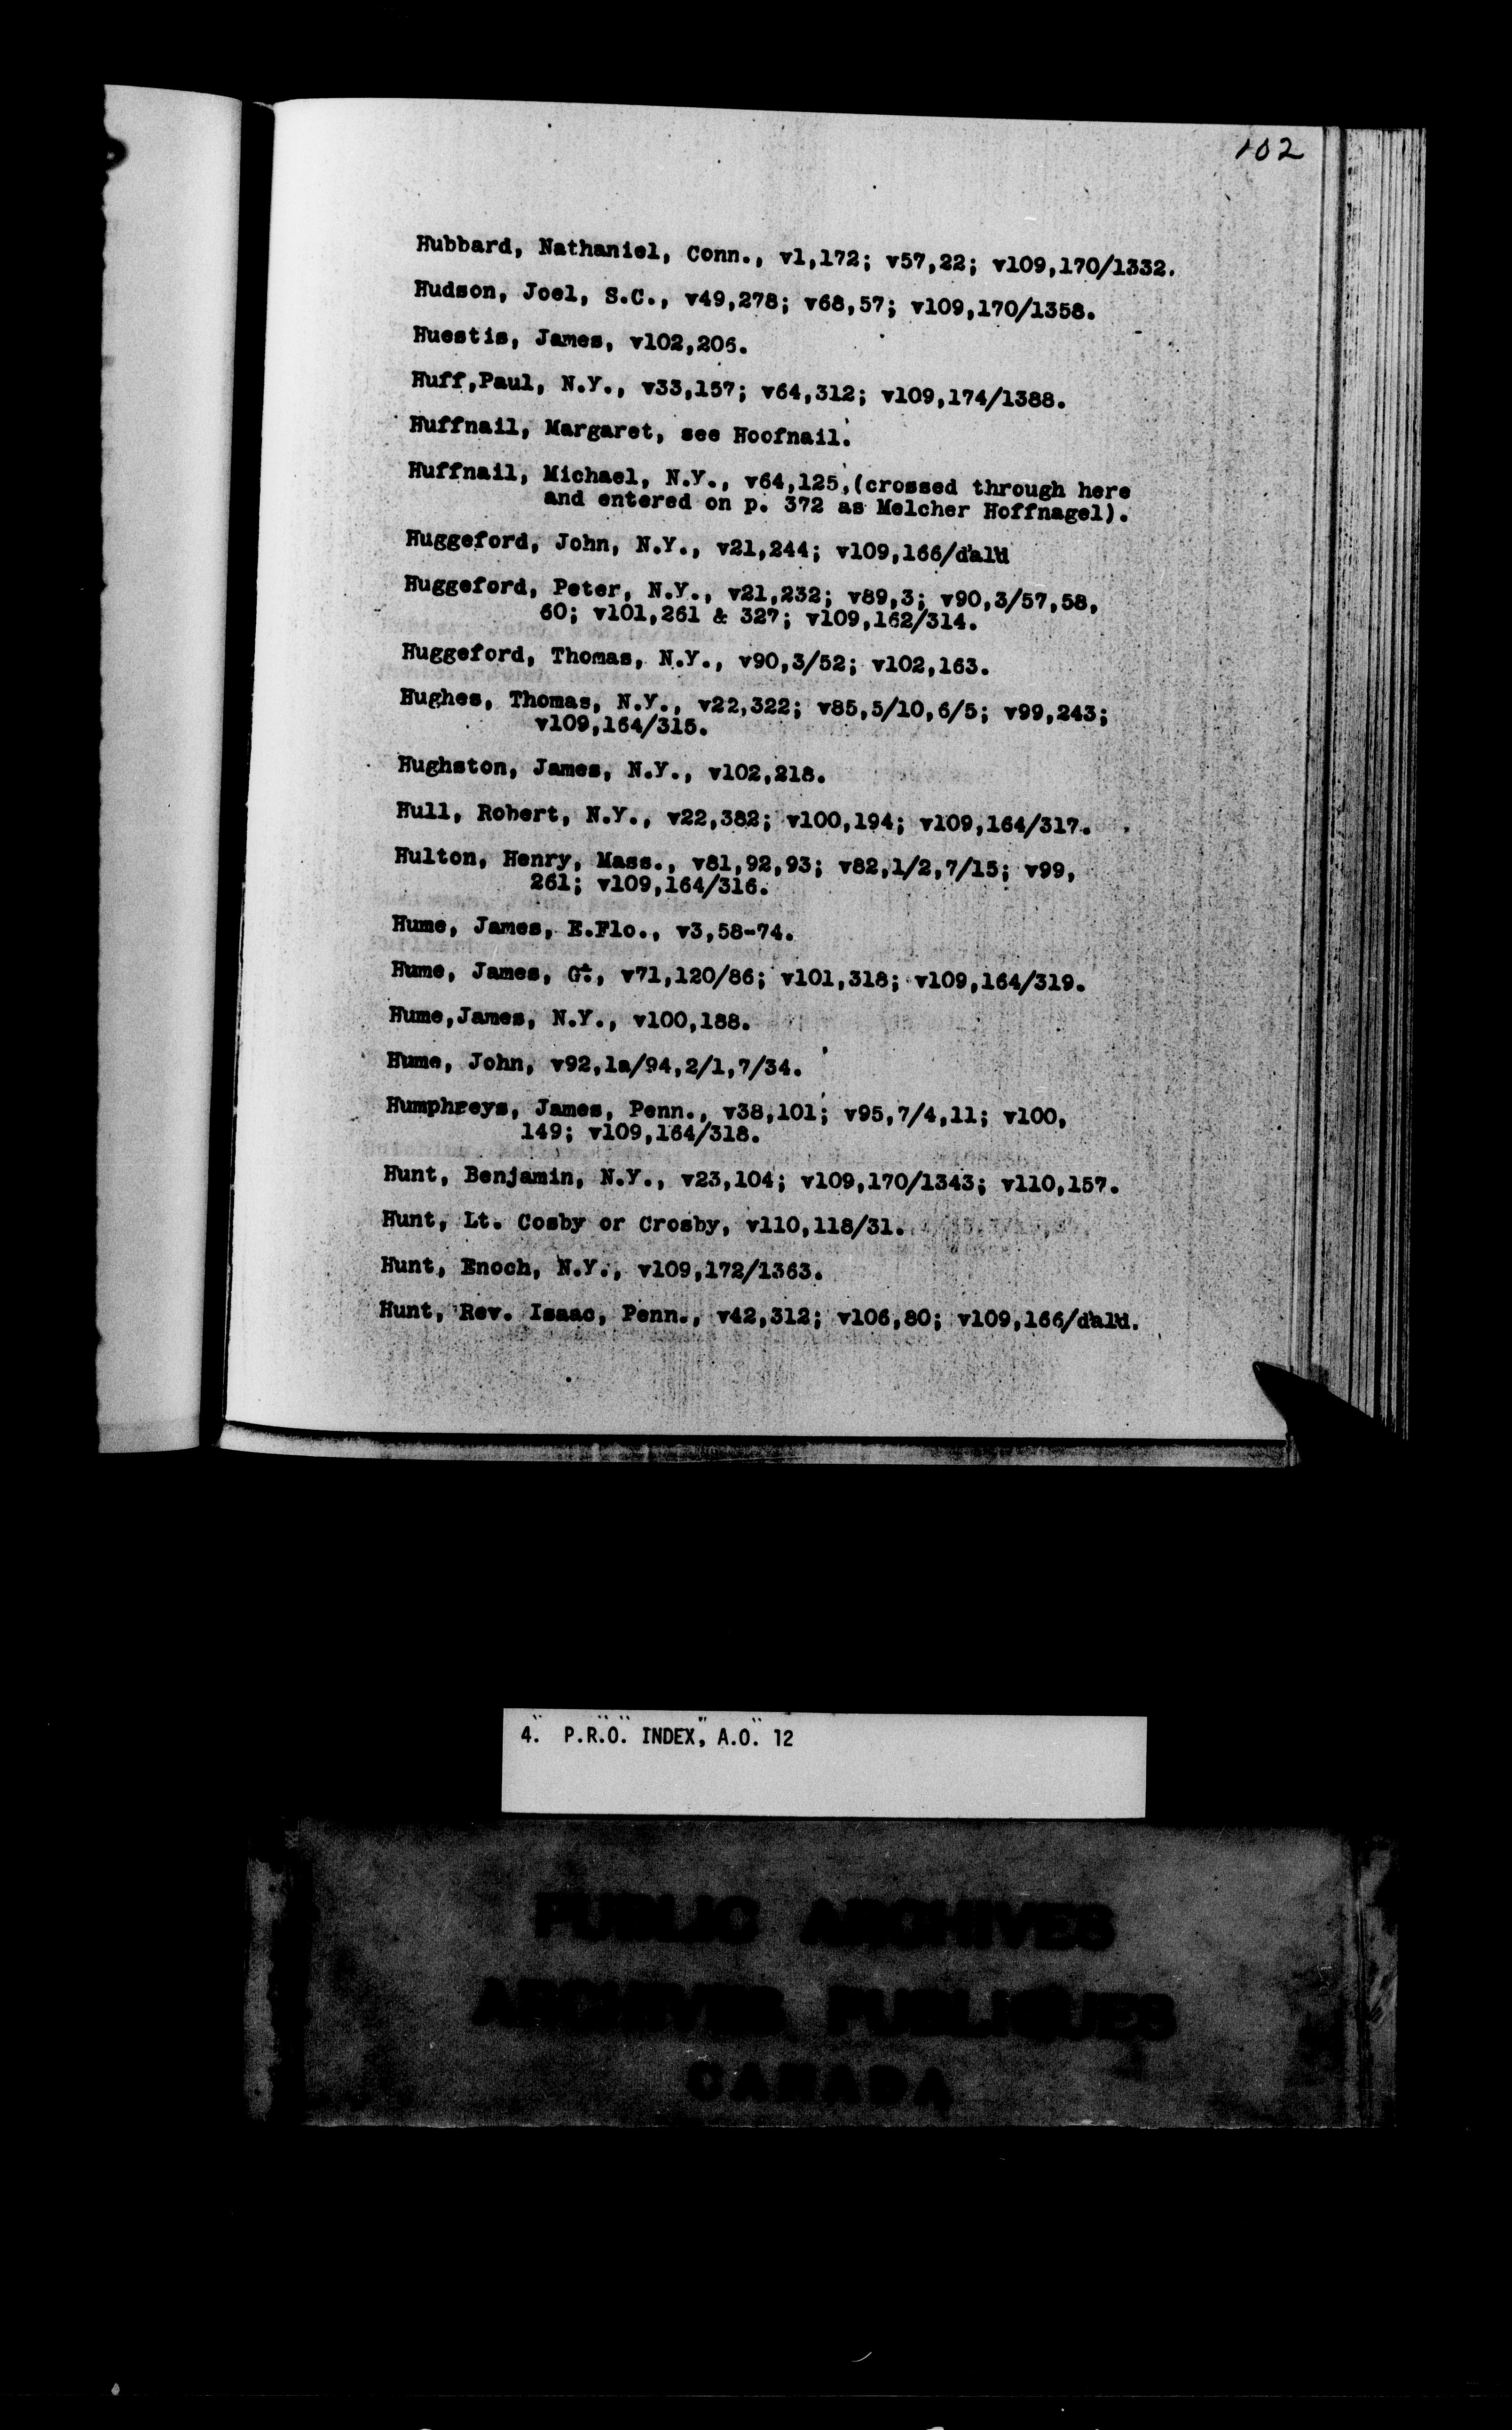 102
Hubbard, Nathaniel, Conn., v1,172; v57,22; v109,170/1332.
Hudson, Joel, S.C., v49,278; v68,57; v109,170/1358.
Huestis, James, v102,206.
Huff,Paul, N.Y., v33,157; v64,312; v109,174/1388.
Huffnail, Margaret, see Hoofnail.
Huffnail, Michael, N.Y., v64,125,(crossed through here
and entered on p. 372 as Melcher Hoffnagel).
Huggeford, John, N.Y., v21,244; v109,166/d'al'd
Huggeford, Peter, N.Y., v21,232; v89,3; v90,3/57,58,
60; v101,261 & 327; v109,162/314.
Huggeford, Thomas, N.Y., v90,3/52; v102,163.
Hughes, Thomas, N.Y., v22,322; v85,5/10,6/5; v99,243;
v109,164/315.
Hughston, James, N.Y., v102,218.
Hull, Robert, N.Y., v22,382; v100,194; v109,164/317.
Hulton, Henry, Mass., v81,92,93; v82,1/2,7/15; v99,
261; v109,164/316.
Hume, James, E.Flo., v3,58-74.
Hume, James, Gt., v71,120/86; v101,318; v109,164/319.
Hume,James, N.Y., v100,188.
Hume, John, v92,1a/94,2/1,7/34.
Humphreys, James, Penn., v38,101; v95,7/4,11; v100,
149; v109,164/318.
Hunt, Benjamin, N.Y., v23,104; v109,170/1343; v110,157.
Hunt, Lt. Cosby or Crosby, v110,118/31.
Hunt, Enoch, N.Y., v109,172/1363.
Hunt, Rev. Isaac, Penn., v42,312; v106,80; v109,166/d'al'd.
4. P.R.O. INDEX, A.O. 12
PUBLIC ARCHIVES
ARCHIVES PUBLIQUES
CANADA